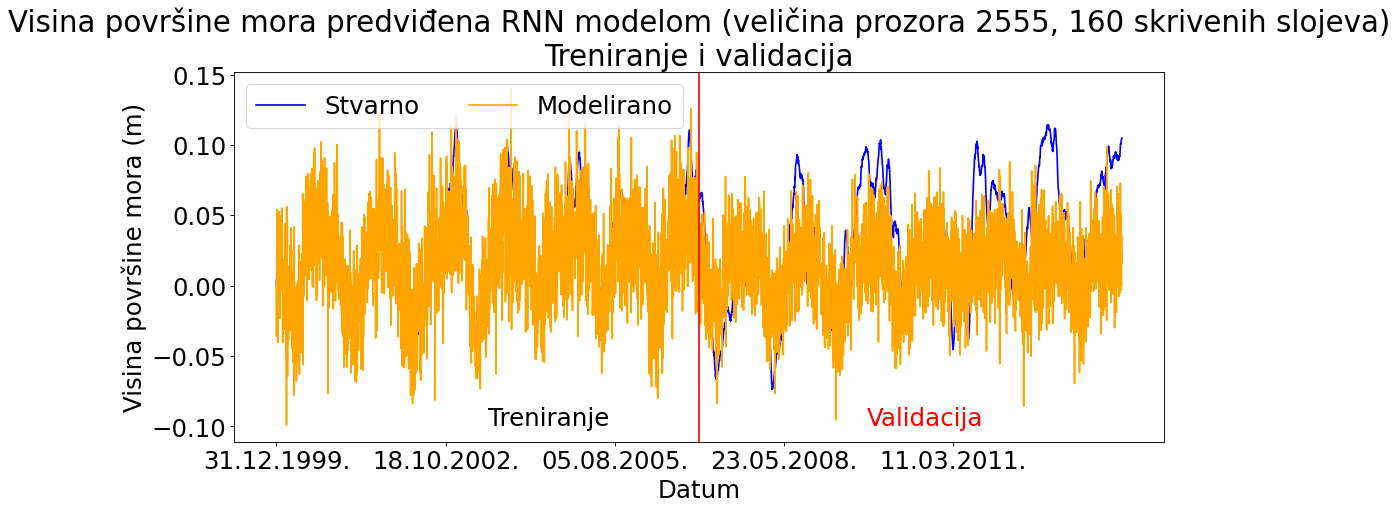 Visina površine mora predviđena RNN modelom (veličina prozora 2555, 160 skrivenih slojeva)
Treniranje i validacija
Visina površine mora (m)
0.15
0.10
0.05
0.00
−0.05
−0.10
Stvarno Modelirano
Treniranje Validacija
31.12.1999. 18.10.2002. 05.08.2005. 23.05.2008. 11.03.2011.
Datum